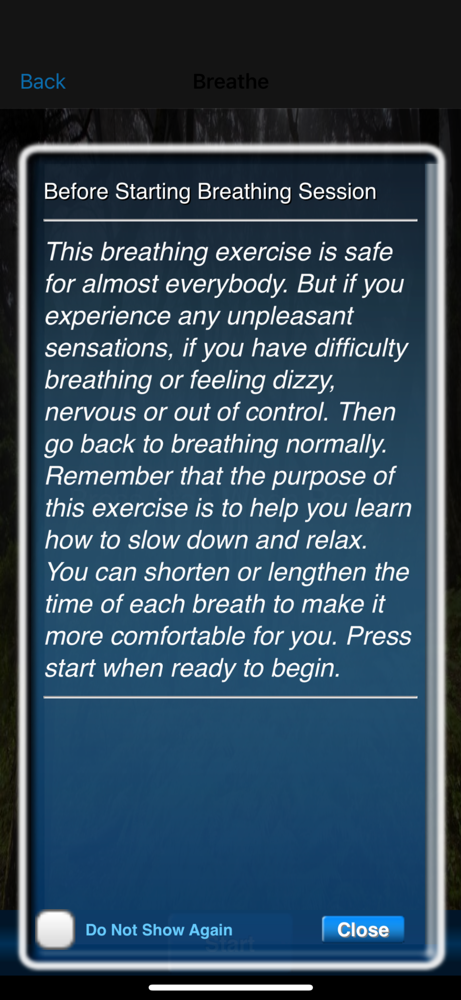 Back
Breathe
Before Starting Breathing Session
This breathing exercise is safe
for almost everybody. But if you
experience any unpleasant
sensations, if you have difficulty
breathing or feeling dizzy,
nervous or out of control. Then
go back to breathing normally.
Remember that the purpose of
this exercise is to help you learn
how to slow down and relax.
You can shorten or lengthen the
time of each breath to make it
more comfortable for you. Press
start when ready to begin.
Do Not Show Again
Close
Start